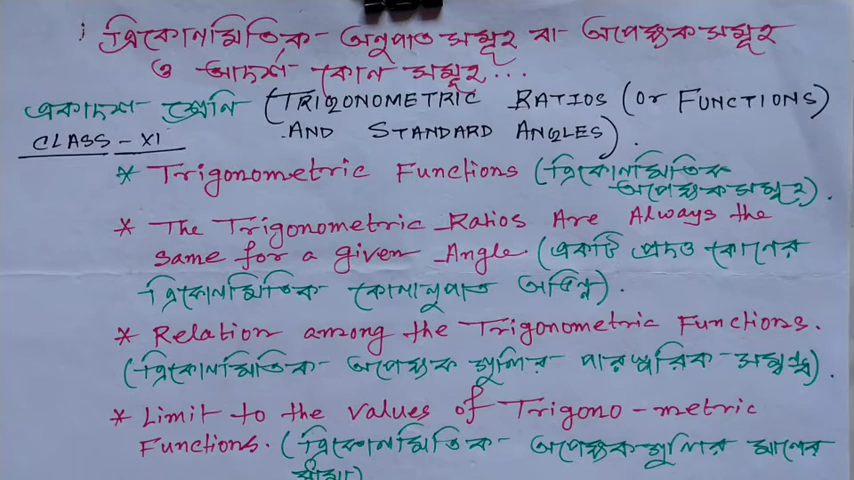 ত্রিকোনমিতিক- অনুপাত সমূহ বা অপেক্ষক সমূহ
ও আদর্শ কোন সমূহ...
একাদশ শ্রেনি (TRIGONOMETRIC RATIOS (or FUNCTIONS)
CLASS-XI AND STANDARD ANGLES).
* Trigonometric Functions (ত্রিকোনমিতিক
অপেক্ষকসমূহ).
* The Trigonometric Ratios Are Always the
same for a given Angle. (একটি প্রদত্ত কোনের
ত্রিকোনমিতিক কোনানুপাত অভিন্ন).
* Relation among the Trigonometric Functions.
(ত্রিকোনমিতিক- অপেক্ষক গুলির পারস্পরিক-সম্বন্ধ).
* Limit to the values of Trigono-metric
Functions. (ত্রিকোনমিতিক- অপেক্ষকগুলির মানের
সীমা)